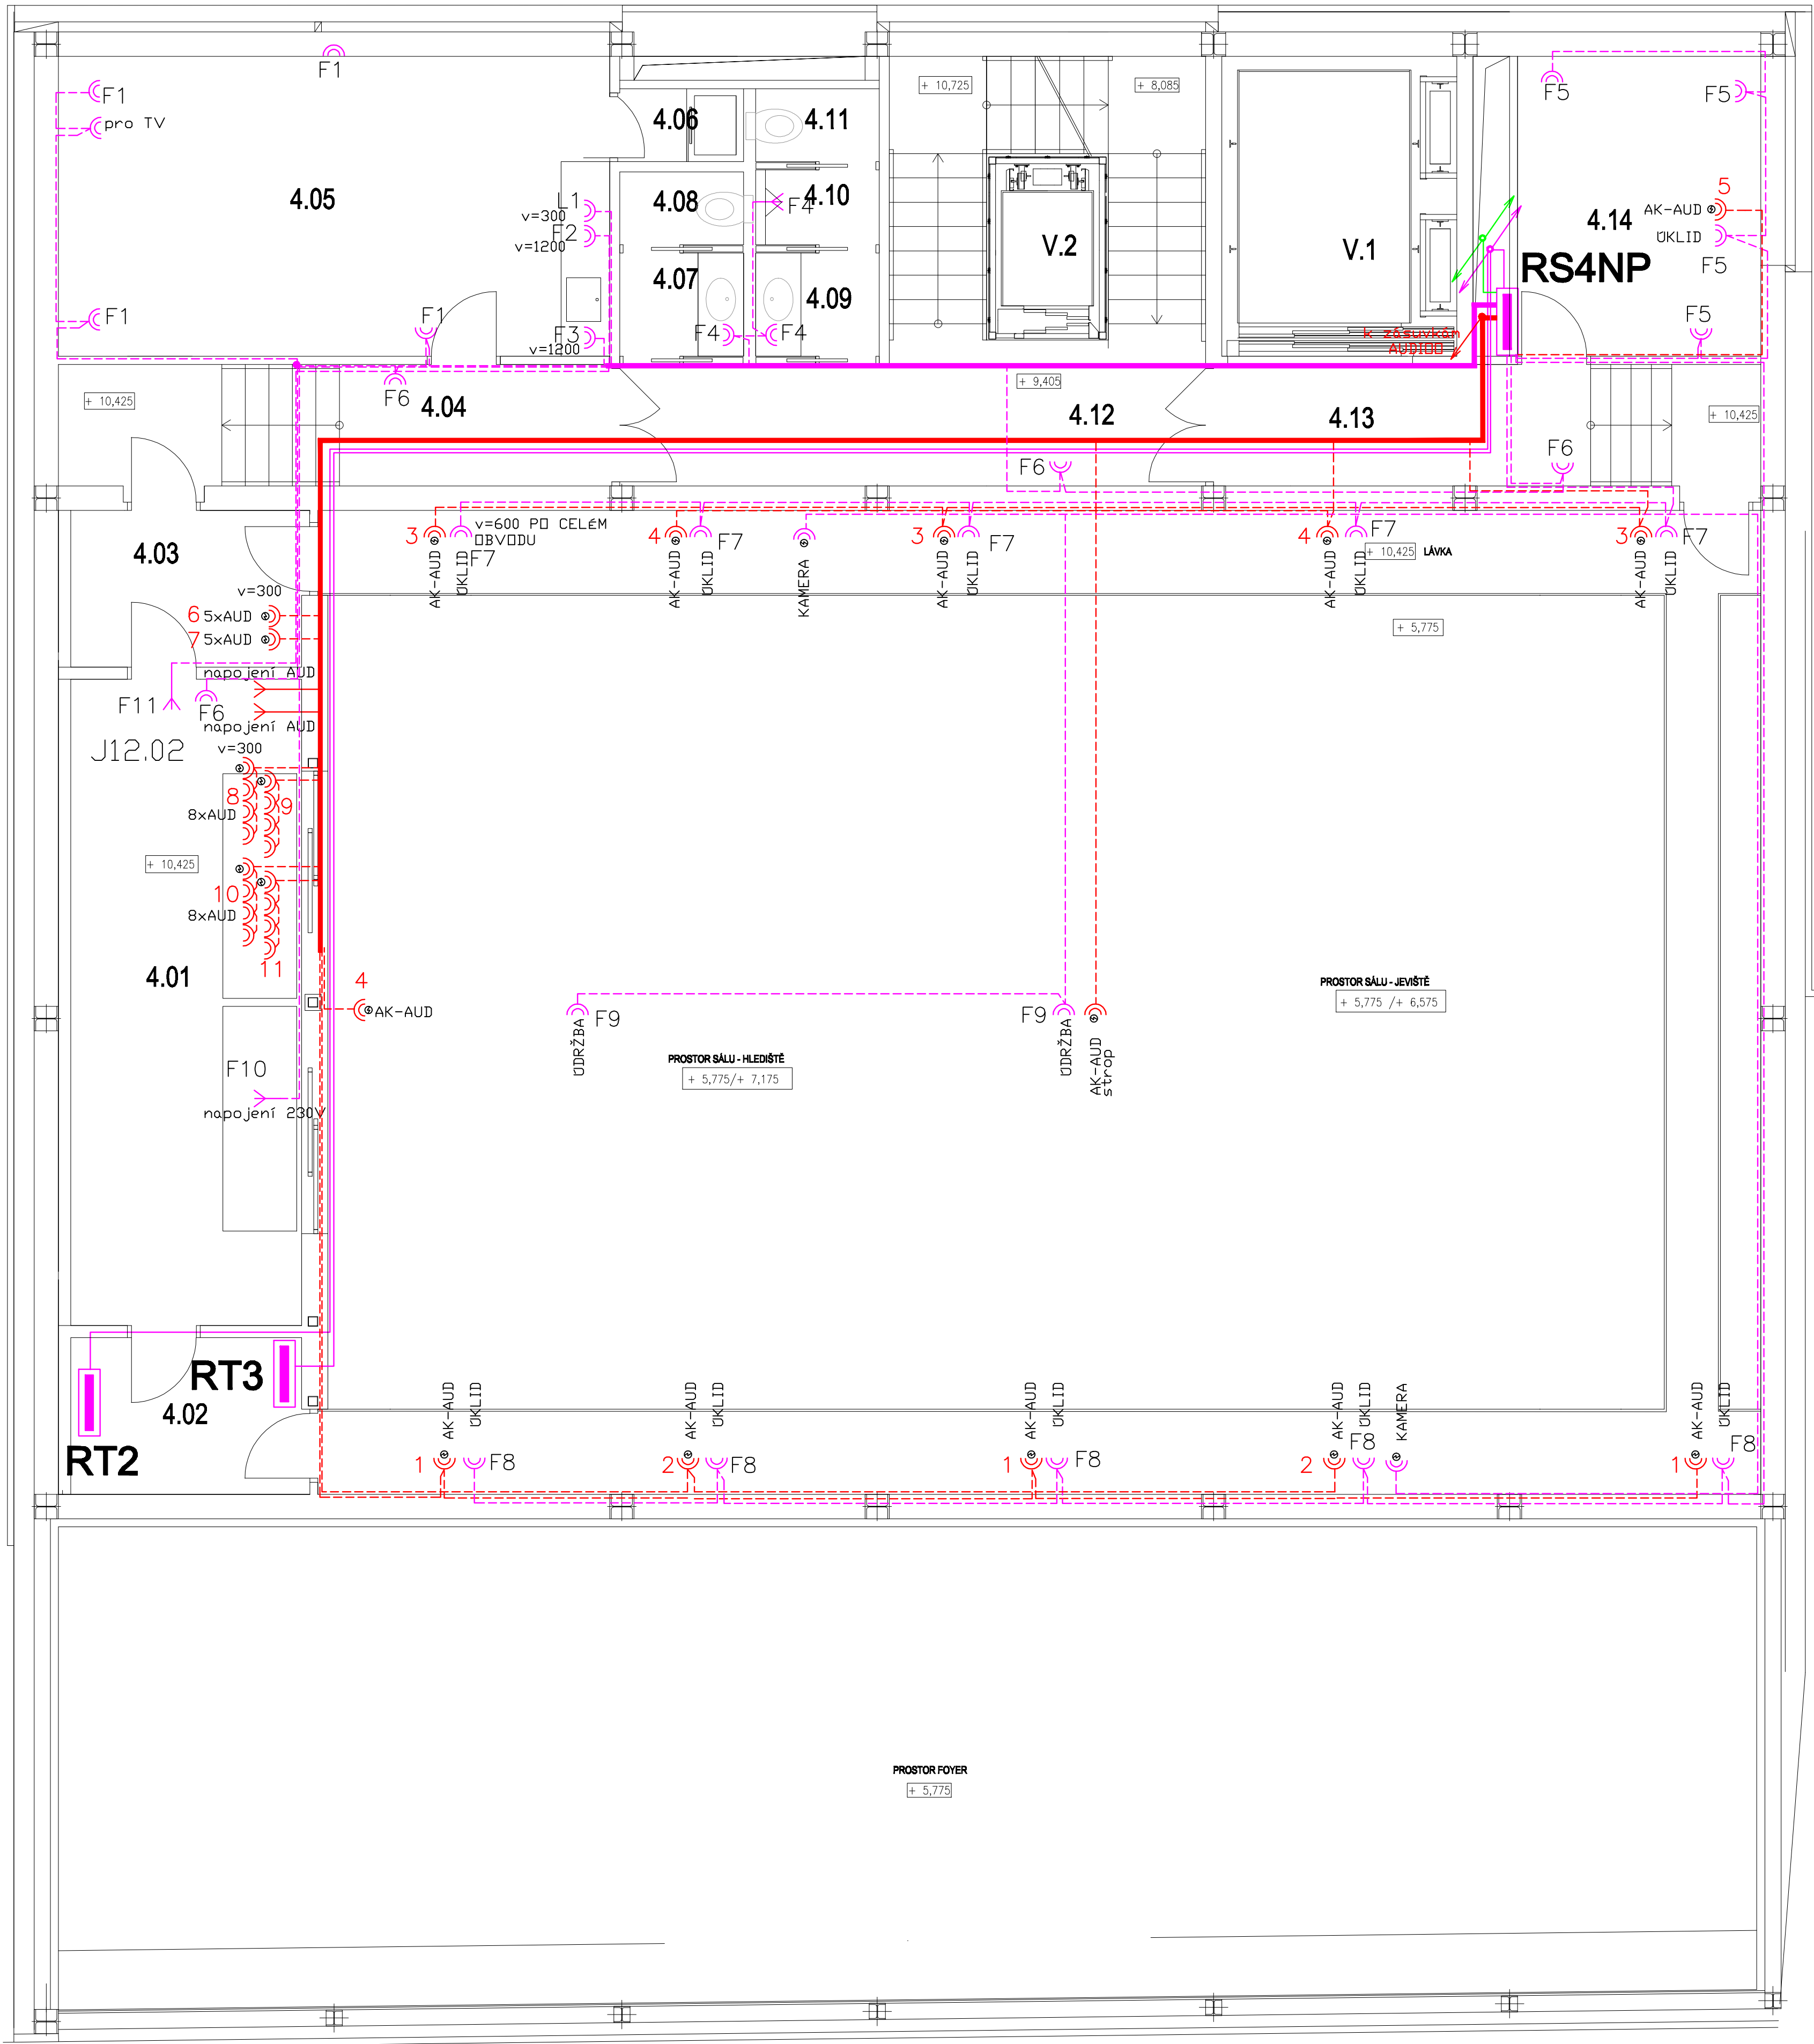 F1
F1
pro TV
4.05
L1
v=300
F2
v=1200
F1
F1
F3
v=1200
4.06
4.11
4.08
F4
4.10
4.07
4.09
F4
F4
+ 10,725
+ 8,085
V.2
V.1
F5
F5
5
AK-AUD
4.14
ÚKLID
F5
RS4NP
F5
k zásuvkám
AUDIO
+ 10,425
F6
4.04
+ 9,405
4.12
4.13
+ 10,425
F6
F6
4.03
3
AK-AUD
ÚKLID
v=600 PO CELÉM
OBVODU
F7
4
AK-AUD
ÚKLID
F7
KAMERA
3
AK-AUD
ÚKLID
F7
4
AK-AUD
ÚKLID
F7
+ 10,425
LÁVKA
3
AK-AUD
ÚKLID
F7
+ 5,775
v=300
6 5xAUD
7 5xAUD
napojení AUD
F11
F6
napojení AUD
J12.02
v=300
8
9
8xAUD
+ 10,425
10
8xAUD
11
4.01
4
AK-AUD
ÚDRŽBA
F9
F9
ÚDRŽBA
AK-AUD
strop
PROSTOR SÁLU - JEVIŠTĚ
+ 5,775 /+ 6,575
PROSTOR SÁLU - HLEDIŠTĚ
+ 5,775/+ 7,175
F10
napojení 230V
RT3
4.02
RT2
AK-AUD
ÚKLID
1
F8
AK-AUD
ÚKLID
2
F8
AK-AUD
ÚKLID
1
F8
AK-AUD
ÚKLID
KAMERA
2
F8
AK-AUD
ÚKLID
1
F8
PROSTOR FOYER
+ 5,775